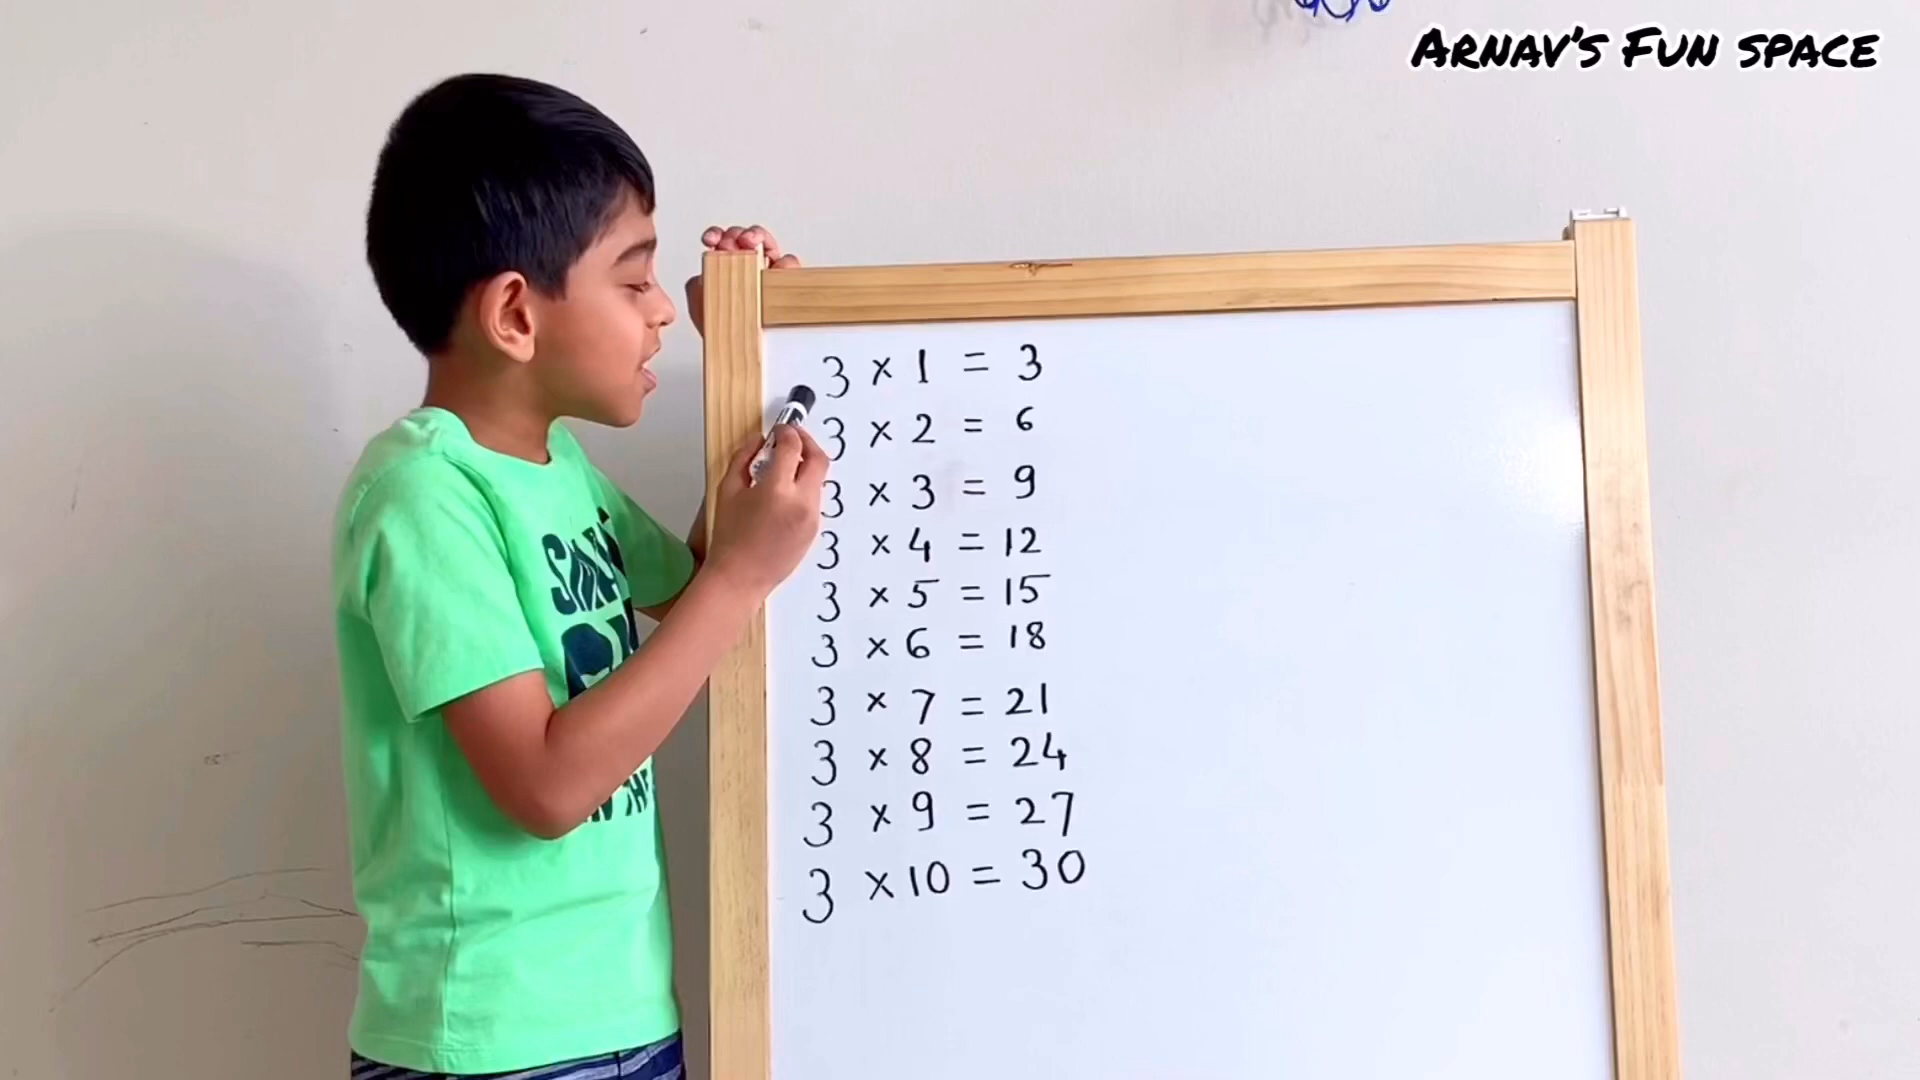 ARNAV'S FUN SPACE
3 × 1 = 3
3 × 2 = 6
3 × 3 = 9
3 × 4 = 12
3 × 5 = 15
3 × 6 = 18
3 × 7 = 21
3 × 8 = 24
3 × 9 = 27
3 × 10 = 30